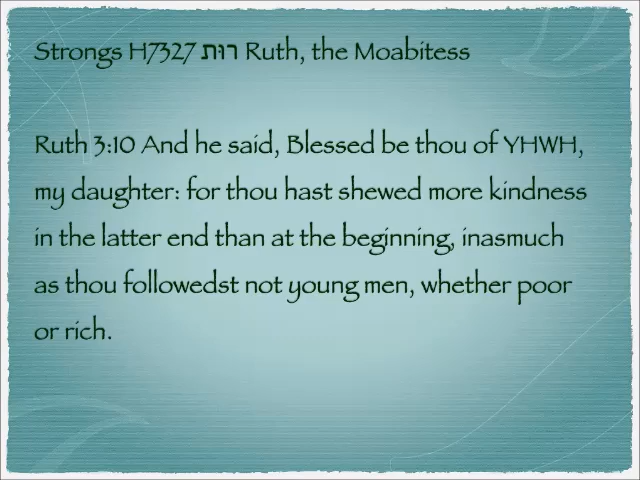 Strongs H7327 רוּת Ruth, the Moabitess
Ruth 3:10 And he said, Blessed be thou of YHWH,
my daughter: for thou hast shewed more kindness
in the latter end than at the beginning, inasmuch
as thou followedst not young men, whether poor
or rich.